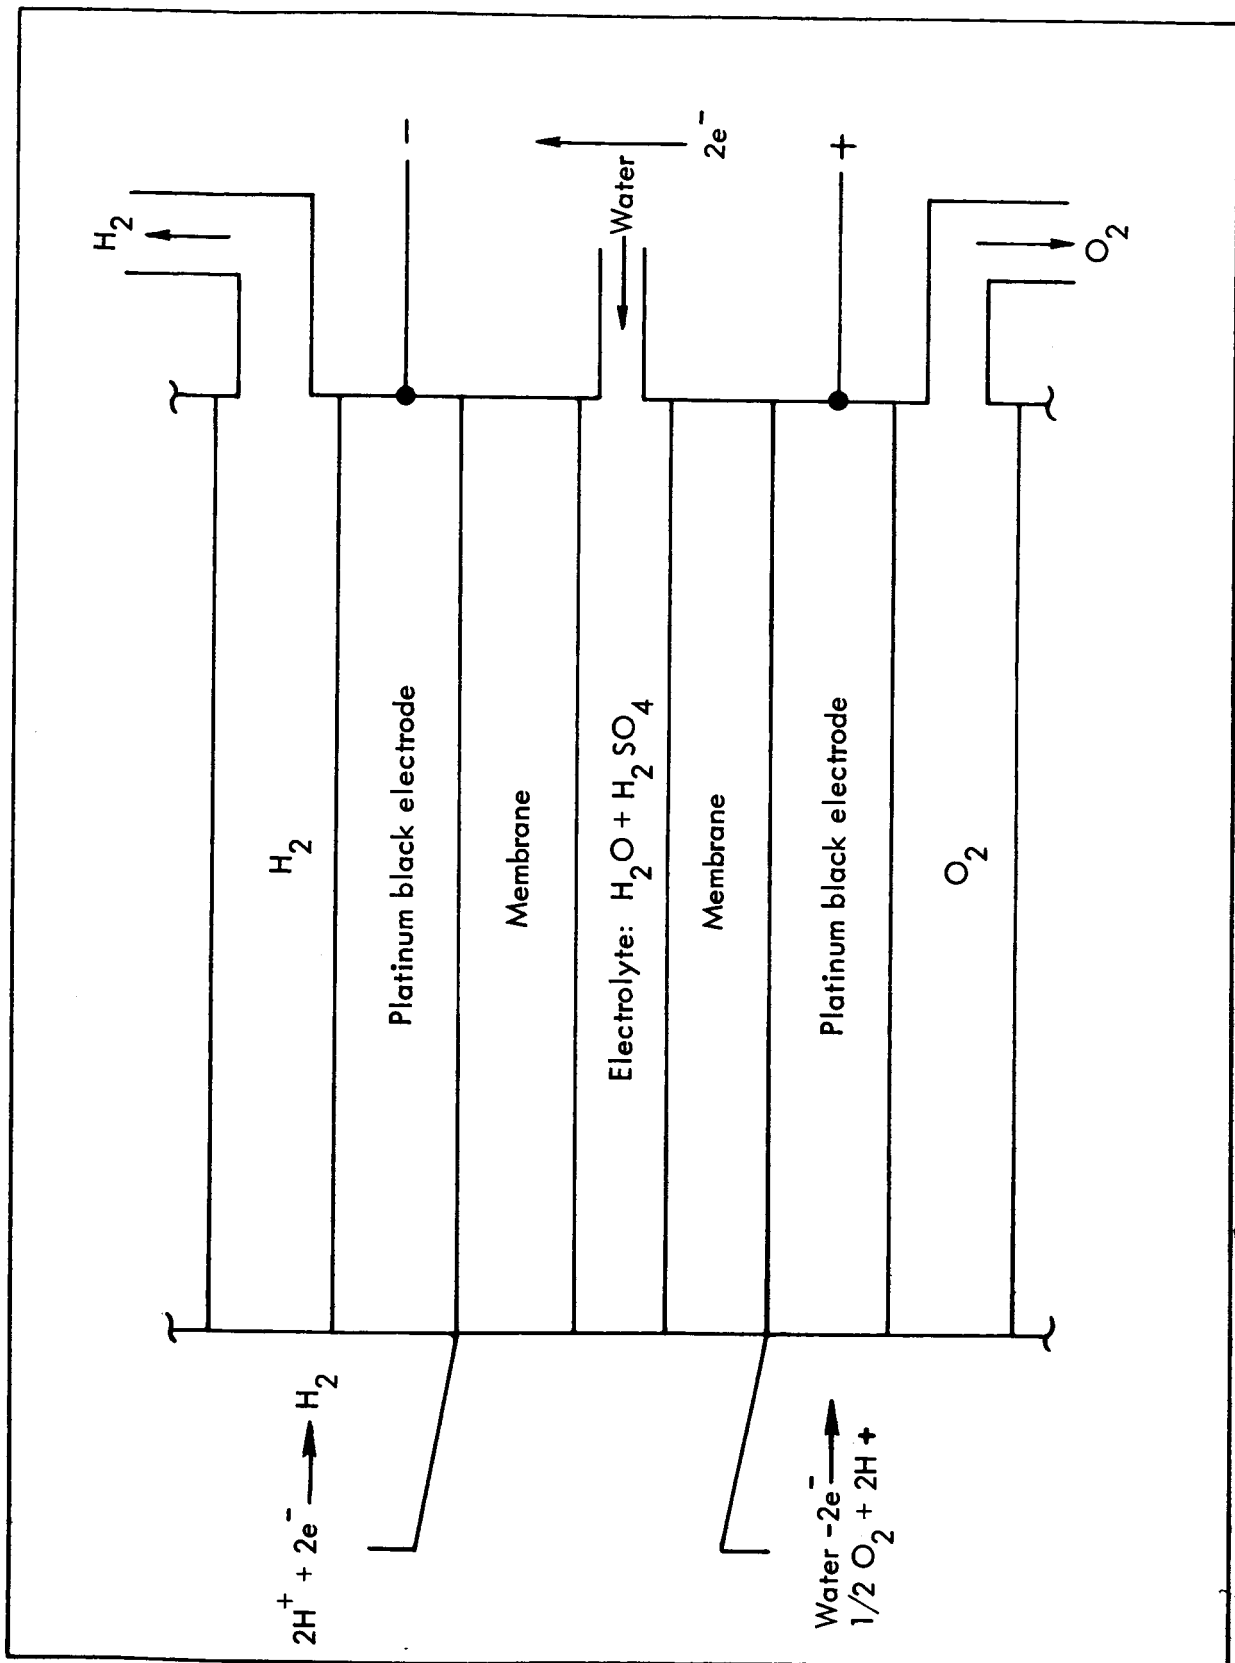 H₂
2H⁺ + 2e⁻ → H₂
H₂
Platinum black electrode
−
Membrane
Electrolyte: H₂O + H₂SO₄
Water
2e⁻
Membrane
Platinum black electrode
+
Water -2e⁻ →
1/2 O₂ + 2H +
O₂
O₂